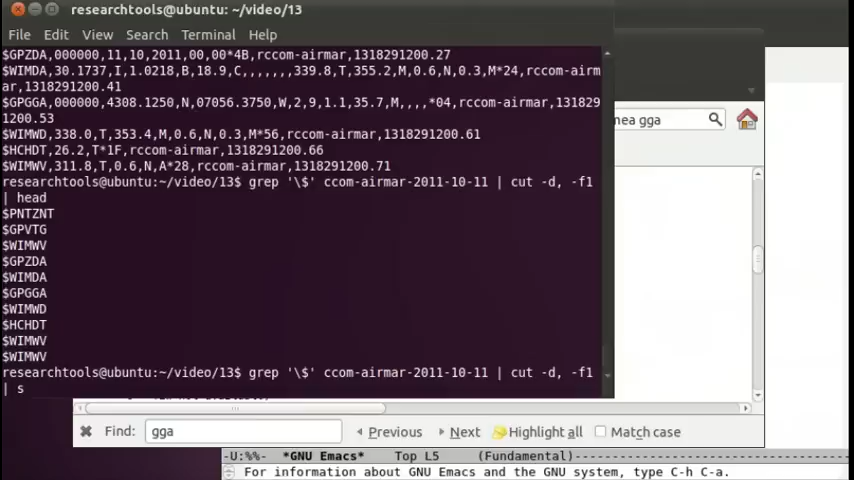 researchtools@ubuntu: ~/video/13
File Edit View Search Terminal Help
$GPZDA,000000,11,10,2011,00,00*4B,rccom-airmar,1318291200.27
$WIMDA,30.1737,I,1.0218,B,18.9,C,,,,,,,339.8,T,355.2,M,0.6,N,0.3,M*24,rccom-airm
ar,1318291200.41
$GPGGA,000000,4308.1250,N,07056.3750,W,2,9,1.1,35.7,M,,,,*04,rccom-airmar,131829
1200.53
$WIMWD,338.0,T,353.4,M,0.6,N,0.3,M*56,rccom-airmar,1318291200.61
$HCHDT,26.2,T*1F,rccom-airmar,1318291200.66
$WIMWV,311.8,T,0.6,N,A*28,rccom-airmar,1318291200.71
researchtools@ubuntu:~/video/13$ grep '\$' ccom-airmar-2011-10-11 | cut -d, -f1
| head
$PNTZNT
$GPVTG
$WIMWV
$GPZDA
$WIMDA
$GPGGA
$WIMWD
$HCHDT
$WIMWV
$WIMWV
researchtools@ubuntu:~/video/13$ grep '\$' ccom-airmar-2011-10-11 | cut -d, -f1
| s
mea gga
Find: gga Previous Next Highlight all Match case
-U:%%- *GNU Emacs* Top L5 (Fundamental)
For information about GNU Emacs and the GNU system, type C-h C-a.